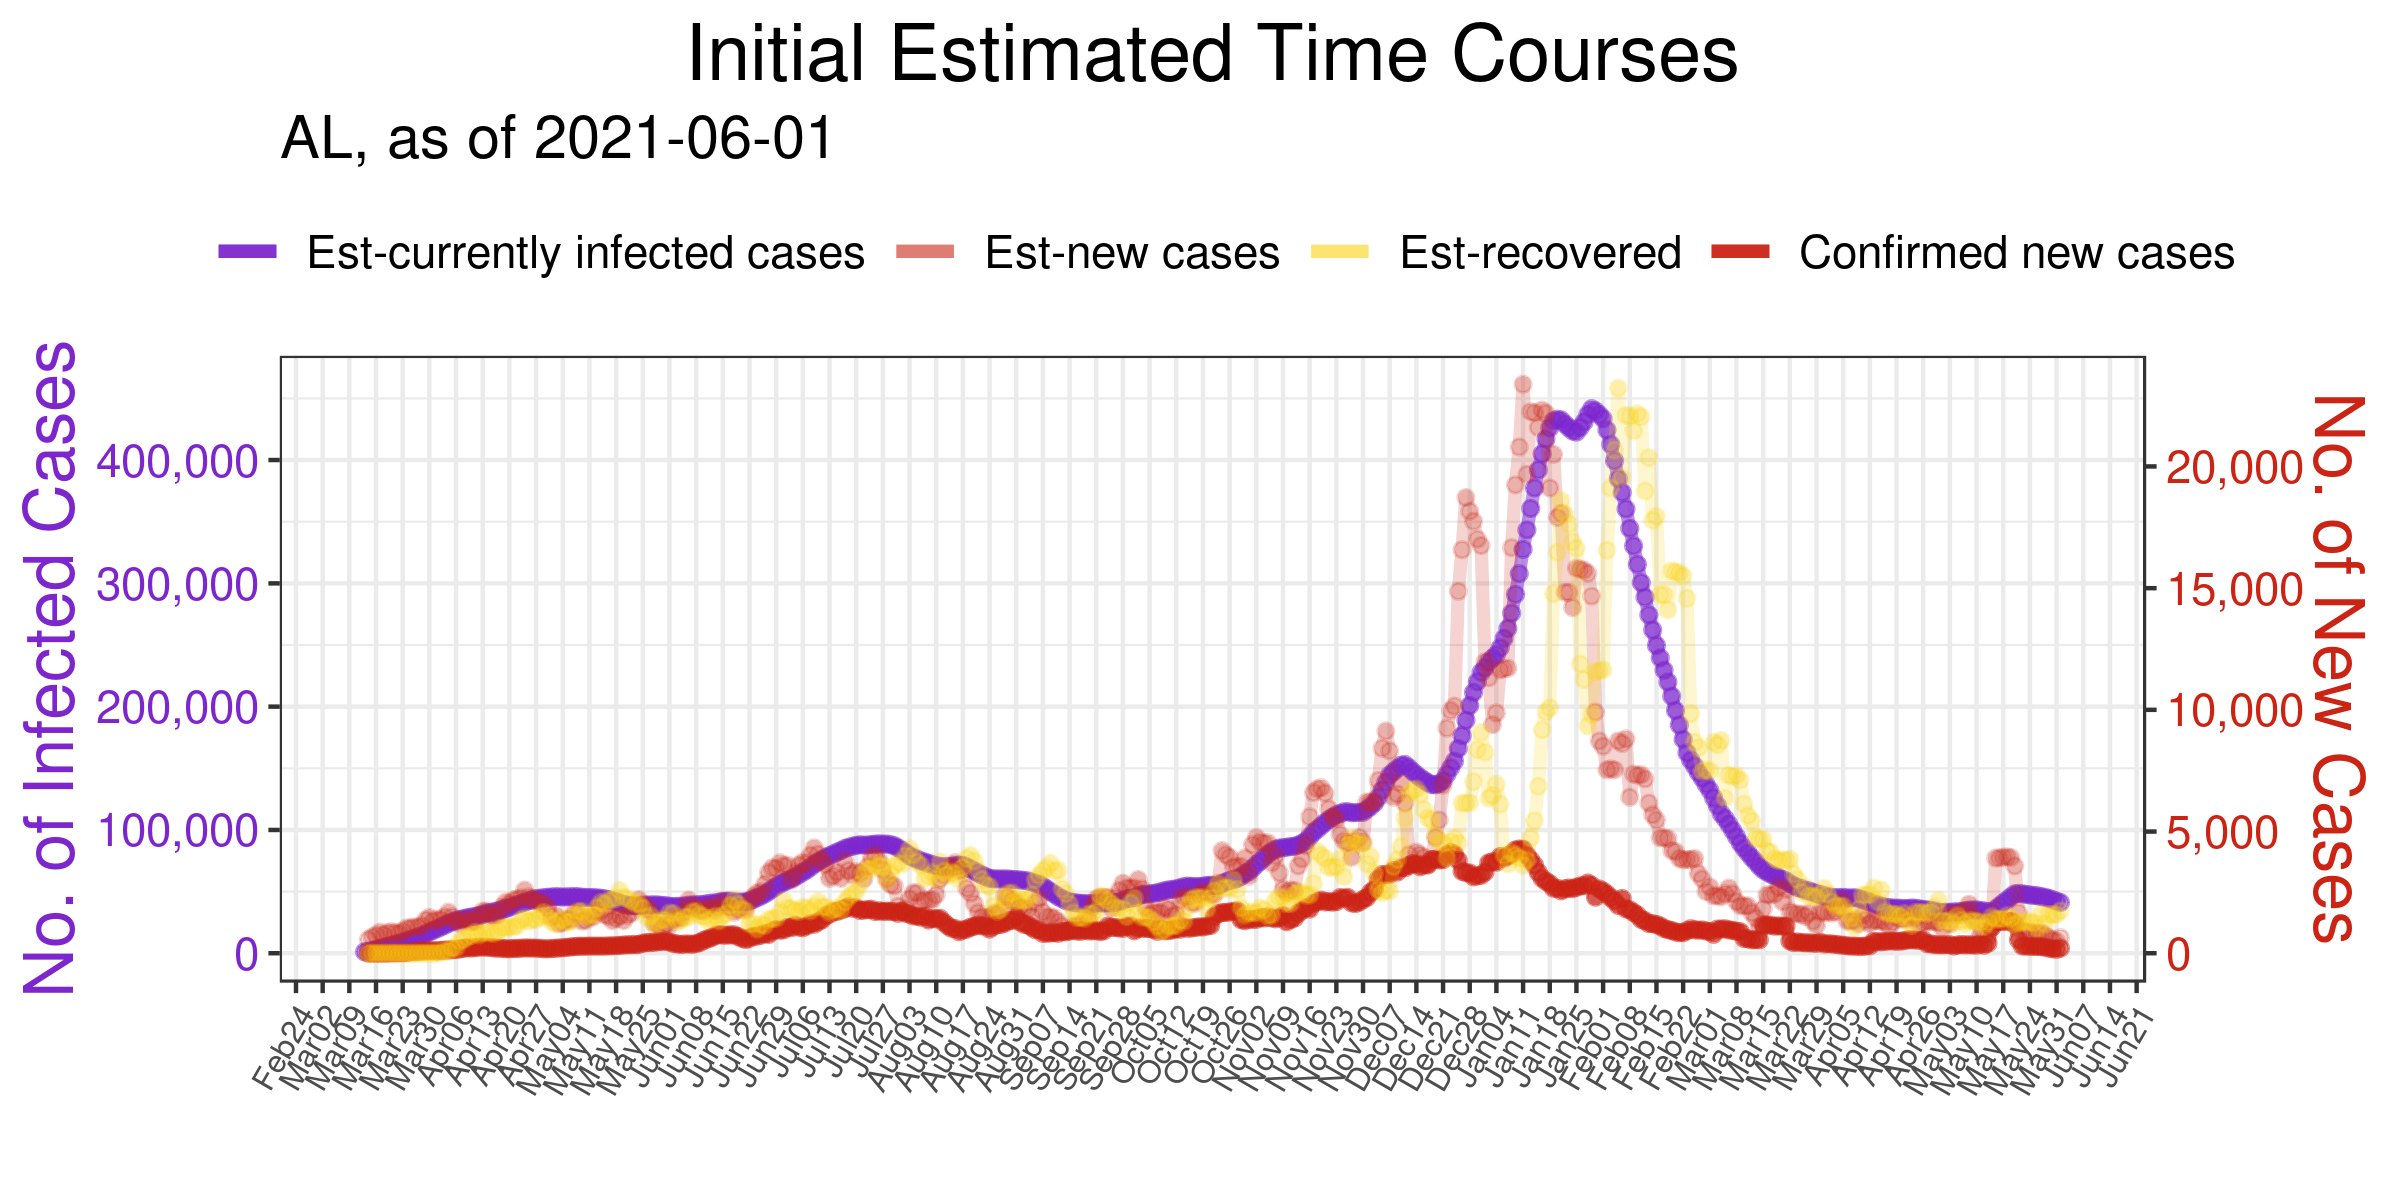 Initial Estimated Time Courses
AL, as of 2021-06-01
Est-currently infected cases Est-new cases Est-recovered Confirmed new cases
No. of Infected Cases
400,000
300,000
200,000
100,000
0
20,000
15,000
10,000
5,000
0
No. of New Cases
Feb24 Mar02 Mar09 Mar16 Mar23 Mar30 Apr06 Apr13 Apr20 Apr27 May04 May11 May18 May25 Jun01 Jun08 Jun15 Jun22 Jun29 Jul06 Jul13 Jul20 Jul27 Aug03 Aug10 Aug17 Aug24 Aug31 Sep07 Sep14 Sep21 Sep28 Oct05 Oct12 Oct19 Oct26 Nov02 Nov09 Nov16 Nov23 Nov30 Dec07 Dec14 Dec21 Dec28 Jan04 Jan11 Jan18 Jan25 Feb01 Feb08 Feb15 Feb22 Mar01 Mar08 Mar15 Mar22 Mar29 Apr05 Apr12 Apr19 Apr26 May03 May10 May17 May24 May31 Jun07 Jun14 Jun21